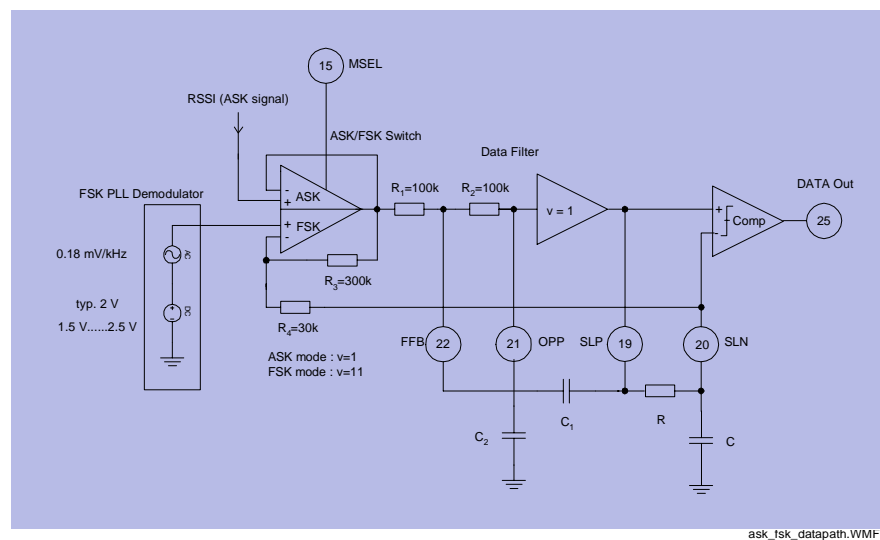 15
MSEL
RSSI (ASK signal)
ASK/FSK Switch
Data Filter
DATA Out
FSK PLL Demodulator
-
ASK
+
R1=100k
R2=100k
v = 1
+
Comp
-
25
+
FSK
-
0.18 mV/kHz
AC
R3=300k
typ. 2 V
1.5 V......2.5 V
+
-
DC
R4=30k
FFB
22
21
OPP
SLP
19
20
SLN
ASK mode : v=1
FSK mode : v=11
C1
R
C2
C
ask_fsk_datapath.WMF